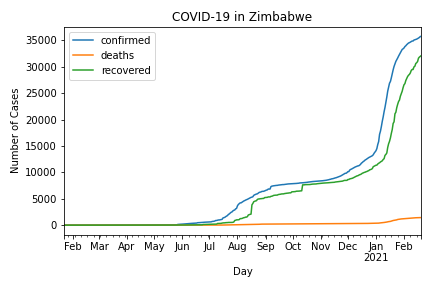 COVID-19 in Zimbabwe
confirmed
deaths
recovered
Number of Cases
35000
30000
25000
20000
15000
10000
5000
0
Feb Mar Apr May Jun Jul Aug Sep Oct Nov Dec Jan Feb
2021
Day